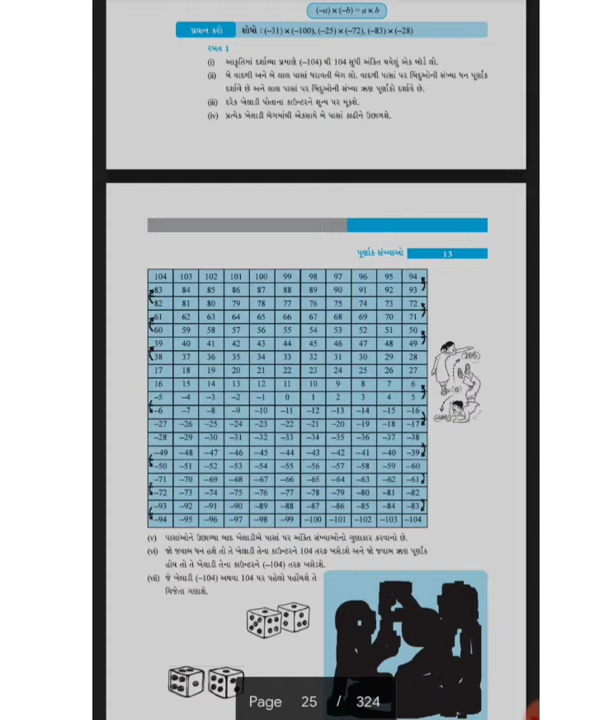 (−a) × (−b) = a × b
પ્રયત્ન કરો શોધો : (−31) × (−100), (−25) × (−72), (−83) × (−28)
રમત 1
(i) આકૃતિમાં દર્શાવ્યા પ્રમાણે (−104) થી 104 સુધી અંકિત થયેલું એક બોર્ડ લો.
(ii) બે વાદળી અને બે લાલ પાસાં ધરાવતી બેગ લો. વાદળી પાસાં પર બિંદુઓની સંખ્યા ધન પૂર્ણાંક
દર્શાવે છે અને લાલ પાસાં પર બિંદુઓની સંખ્યા ઋણ પૂર્ણાંકો દર્શાવે છે.
(iii) દરેક ખેલાડી પોતાના કાઉન્ટરને શૂન્ય પર મૂકશે.
(iv) પ્રત્યેક ખેલાડી બેગમાંથી એકસાથે બે પાસાં કાઢીને ઉછાળશે.
પૂર્ણાંક સંખ્યાઓ 13
104 103 102 101 100 99 98 97 96 95 94
83 84 85 86 87 88 89 90 91 92 93
82 81 80 79 78 77 76 75 74 73 72
61 62 63 64 65 66 67 68 69 70 71
60 59 58 57 56 55 54 53 52 51 50
39 40 41 42 43 44 45 46 47 48 49
38 37 36 35 34 33 32 31 30 29 28
17 18 19 20 21 22 23 24 25 26 27
16 15 14 13 12 11 10 9 8 7 6
−5 −4 −3 −2 −1 0 1 2 3 4 5
−6 −7 −8 −9 −10 −11 −12 −13 −14 −15 −16
−27 −26 −25 −24 −23 −22 −21 −20 −19 −18 −17
−28 −29 −30 −31 −32 −33 −34 −35 −36 −37 −38
−49 −48 −47 −46 −45 −44 −43 −42 −41 −40 −39
−50 −51 −52 −53 −54 −55 −56 −57 −58 −59 −60
−71 −70 −69 −68 −67 −66 −65 −64 −63 −62 −61
−72 −73 −74 −75 −76 −77 −78 −79 −80 −81 −82
−93 −92 −91 −90 −89 −88 −87 −86 −85 −84 −83
−94 −95 −96 −97 −98 −99 −100 −101 −102 −103 −104
(v) પાસાંઓને ઉછાળ્યા બાદ ખેલાડીએ પાસાં પર અંકિત સંખ્યાઓનો ગુણાકાર કરવાનો છે.
(vi) જો જવાબ ધન હશે તો તે ખેલાડી તેના કાઉન્ટરને 104 તરફ ખસેડશે અને જો જવાબ ઋણ પૂર્ણાંક
હોય તો તે ખેલાડી તેના કાઉન્ટરને (−104) તરફ ખસેડશે.
(vii) જે ખેલાડી (−104) અથવા 104 પર પહેલો પહોંચશે તે
વિજેતા ગણાશે.
Page 25 / 324